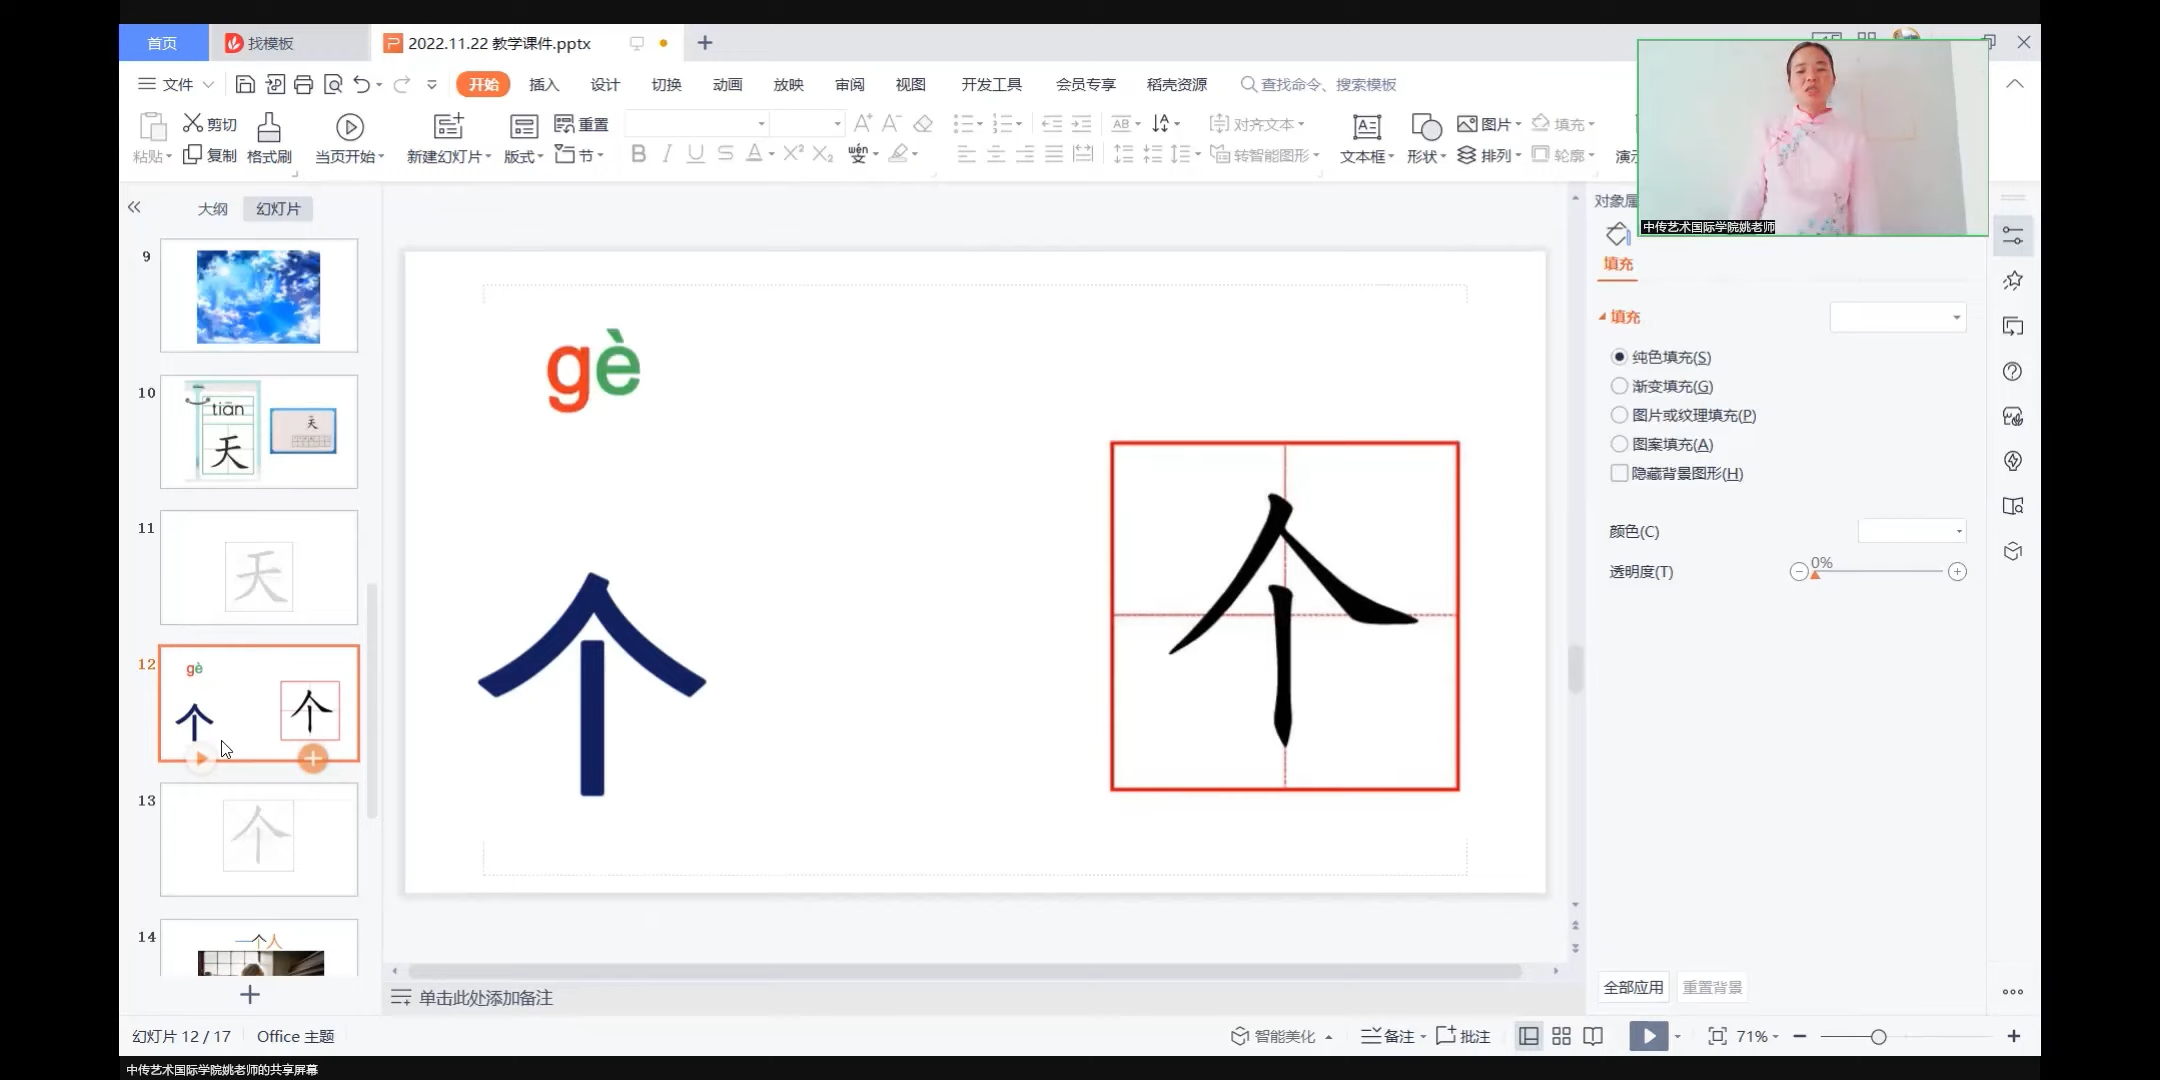 首页
找模板
2022.11.22 教学课件.pptx
文件
开始 插入 设计 切换 动画 放映 审阅 视图 开发工具 会员专享 稻壳资源 查找命令、搜索模板
粘贴 剪切 复制 格式刷 当页开始 新建幻灯片 版式 重置 节
B I U S A X² X₂ wén 变
AB
对齐文本
转智能图形
文本框 形状 图片 排列 填充 轮廓
中传艺术国际学院姚老师
大纲 幻灯片
9
10
tiān
天
天
11
天
12
gè
个 个
13
个
14
一个人
gè
个 个
填充
填充
纯色填充(S)
渐变填充(G)
图片或纹理填充(P)
图案填充(A)
隐藏背景图形(H)
颜色(C)
透明度(T) 0%
全部应用 重置背景
单击此处添加备注
幻灯片 12 / 17 Office 主题
智能美化 备注 批注 71%
中传艺术国际学院姚老师的共享屏幕